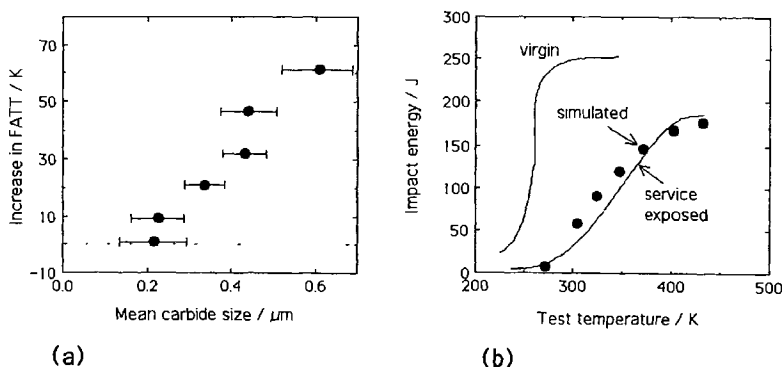 Increase in FATT / K
70
50
30
10
-10
0.0
0.2
0.4
0.6
Mean carbide size / µm
(a)
Impact energy / J
300
250
200
150
100
50
0
200
300
400
500
virgin
simulated
service
exposed
Test temperature / K
(b)